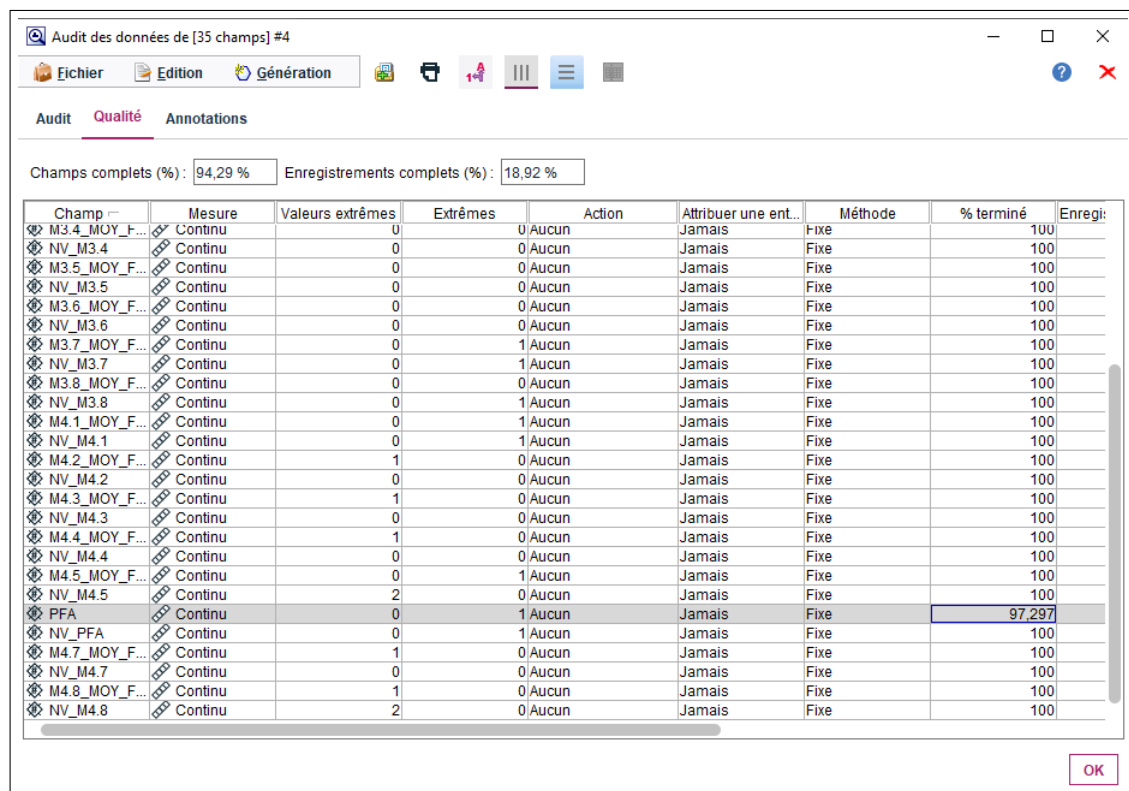 Audit des données de [35 champs] #4
Fichier Edition Génération
Audit Qualité Annotations
Champs complets (%) : 94,29 % Enregistrements complets (%) : 18,92 %
Champ Mesure Valeurs extrêmes Extrêmes Action Attribuer une ent... Méthode % terminé Enregis
M3.4_MOY_F... Continu 0 0 Aucun Jamais Fixe 100
NV_M3.4 Continu 0 0 Aucun Jamais Fixe 100
M3.5_MOY_F... Continu 0 0 Aucun Jamais Fixe 100
NV_M3.5 Continu 0 0 Aucun Jamais Fixe 100
M3.6_MOY_F... Continu 0 0 Aucun Jamais Fixe 100
NV_M3.6 Continu 0 0 Aucun Jamais Fixe 100
M3.7_MOY_F... Continu 0 1 Aucun Jamais Fixe 100
NV_M3.7 Continu 0 1 Aucun Jamais Fixe 100
M3.8_MOY_F... Continu 0 0 Aucun Jamais Fixe 100
NV_M3.8 Continu 0 1 Aucun Jamais Fixe 100
M4.1_MOY_F... Continu 0 1 Aucun Jamais Fixe 100
NV_M4.1 Continu 0 1 Aucun Jamais Fixe 100
M4.2_MOY_F... Continu 1 0 Aucun Jamais Fixe 100
NV_M4.2 Continu 0 0 Aucun Jamais Fixe 100
M4.3_MOY_F... Continu 1 0 Aucun Jamais Fixe 100
NV_M4.3 Continu 0 0 Aucun Jamais Fixe 100
M4.4_MOY_F... Continu 1 0 Aucun Jamais Fixe 100
NV_M4.4 Continu 0 0 Aucun Jamais Fixe 100
M4.5_MOY_F... Continu 0 1 Aucun Jamais Fixe 100
NV_M4.5 Continu 2 0 Aucun Jamais Fixe 100
PFA Continu 0 1 Aucun Jamais Fixe 97,297
NV_PFA Continu 0 1 Aucun Jamais Fixe 100
M4.7_MOY_F... Continu 1 0 Aucun Jamais Fixe 100
NV_M4.7 Continu 0 0 Aucun Jamais Fixe 100
M4.8_MOY_F... Continu 1 0 Aucun Jamais Fixe 100
NV_M4.8 Continu 2 0 Aucun Jamais Fixe 100
OK